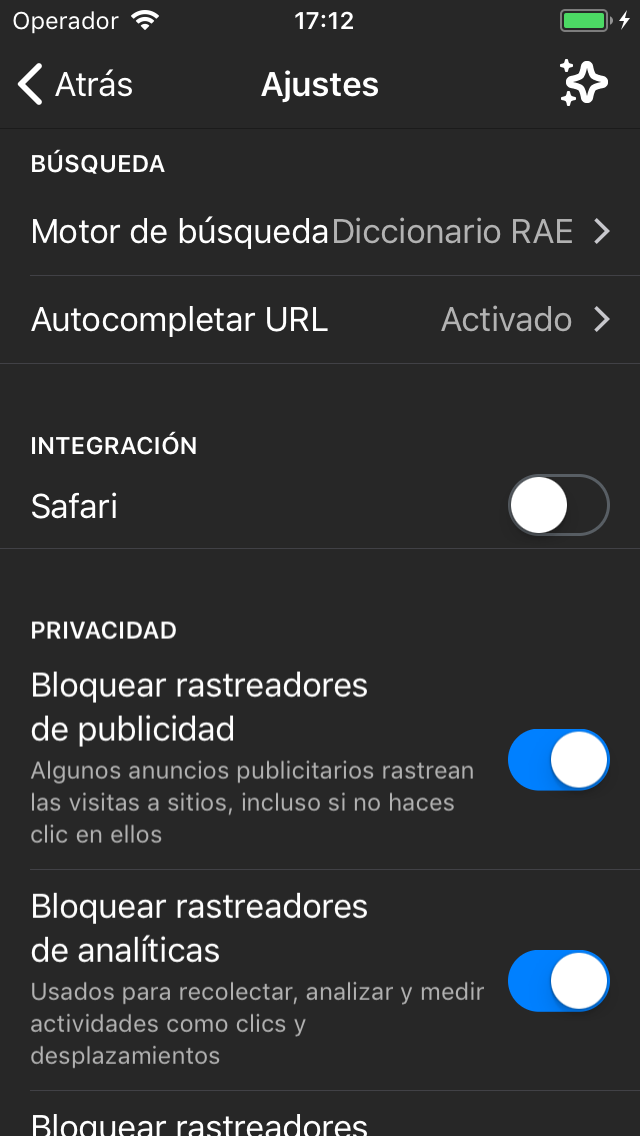 Operador 17:12
Atrás Ajustes
BÚSQUEDA
Motor de búsqueda Diccionario RAE
Autocompletar URL Activado
INTEGRACIÓN
Safari
PRIVACIDAD
Bloquear rastreadores
de publicidad
Algunos anuncios publicitarios rastrean
las visitas a sitios, incluso si no haces
clic en ellos
Bloquear rastreadores
de analíticas
Usados para recolectar, analizar y medir
actividades como clics y
desplazamientos
Bloquear rastreadores